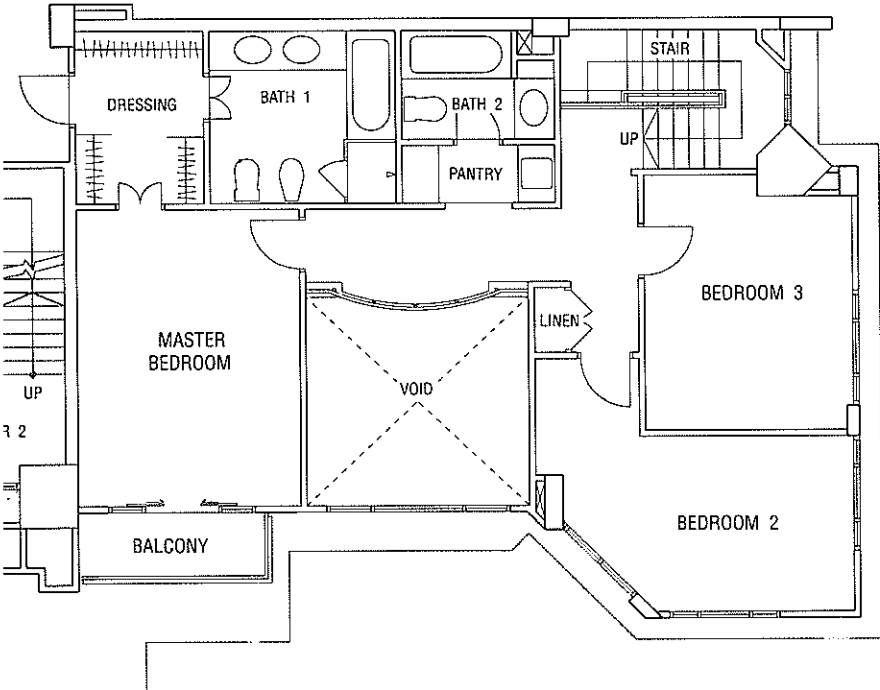 STAIR
DRESSING
BATH 1
BATH 2
UP
PANTRY
BEDROOM 3
LINEN
MASTER
BEDROOM
VOID
UP
R 2
BEDROOM 2
BALCONY